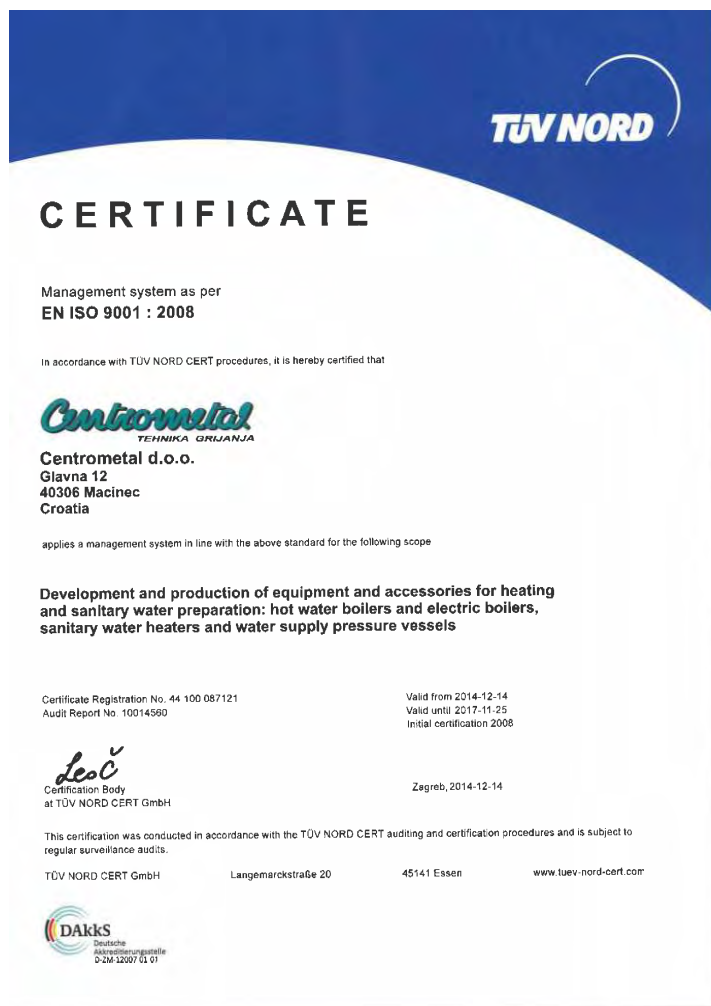 TÜV NORD
CERTIFICATE
Management system as per
EN ISO 9001 : 2008
In accordance with TÜV NORD CERT procedures, it is hereby certified that
Centrometal
TEHNIKA GRIJANJA
Centrometal d.o.o.
Glavna 12
40306 Macinec
Croatia
applies a management system in line with the above standard for the following scope
Development and production of equipment and accessories for heating
and sanitary water preparation: hot water boilers and electric boilers,
sanitary water heaters and water supply pressure vessels
Certificate Registration No. 44 100 087121
Audit Report No. 10014560
Valid from 2014-12-14
Valid until 2017-11-25
Initial certification 2008
Lesč
Certification Body
at TÜV NORD CERT GmbH
Zagreb, 2014-12-14
This certification was conducted in accordance with the TÜV NORD CERT auditing and certification procedures and is subject to
regular surveillance audits.
TÜV NORD CERT GmbH Langemarckstraße 20 45141 Essen www.tuev-nord-cert.com
DAkkS
Deutsche
Akkreditierungsstelle
D-ZM-12007 01 01